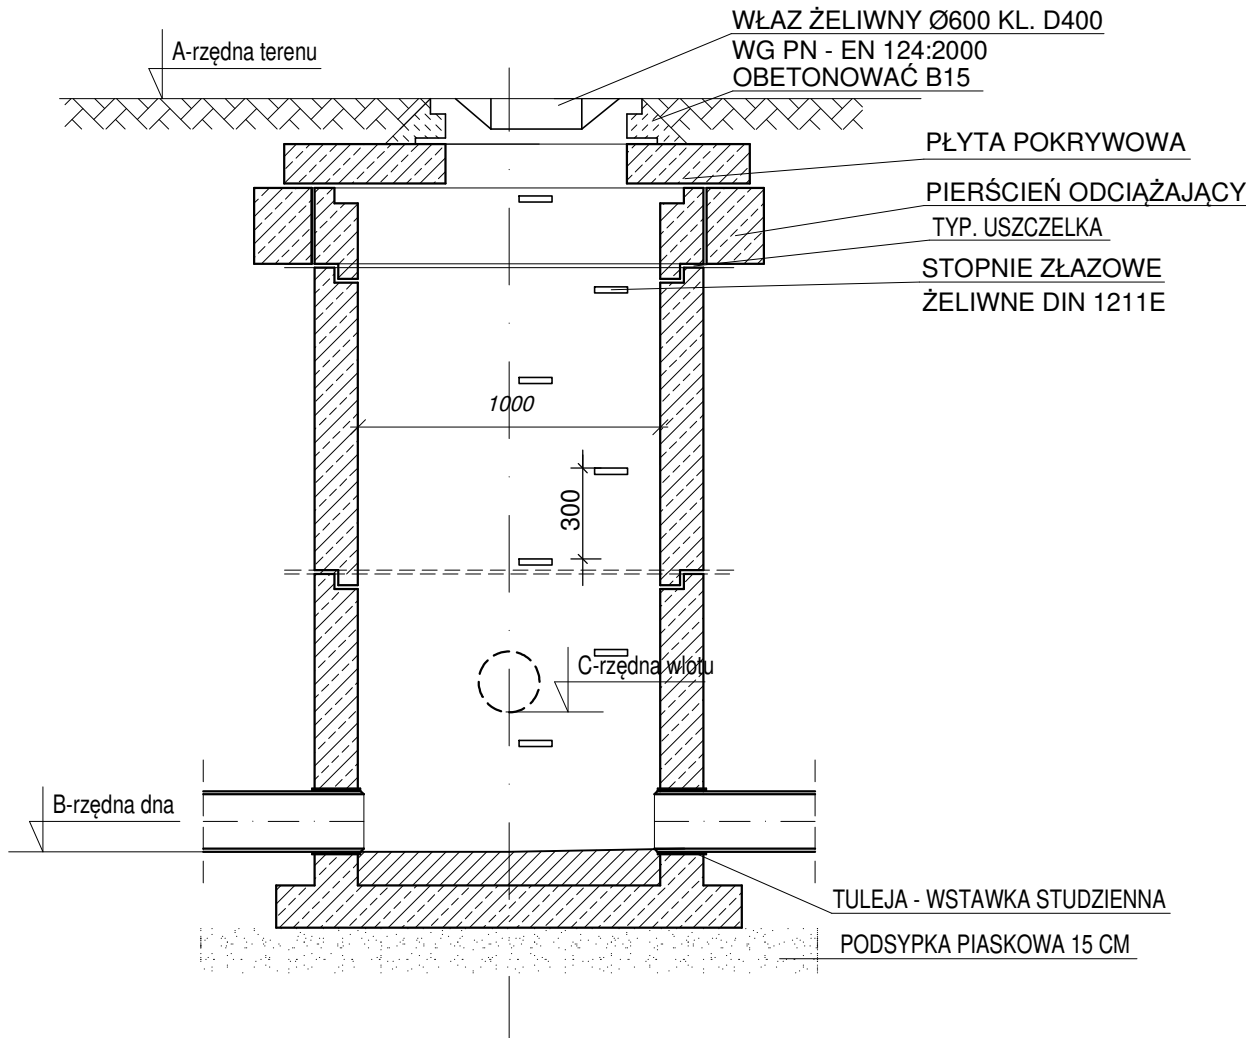 WŁAZ ŻELIWNY Ø600 KL. D400
WG PN - EN 124:2000
OBETONOWAĆ B15
A-rzędna terenu
PŁYTA POKRYWOWA
PIERŚCIEŃ ODCIĄŻAJĄCY
TYP. USZCZELKA
STOPNIE ZŁAZOWE
ŻELIWNE DIN 1211E
1000
300
C-rzędna wlotu
B-rzędna dna
TULEJA - WSTAWKA STUDZIENNA
PODSYPKA PIASKOWA 15 CM